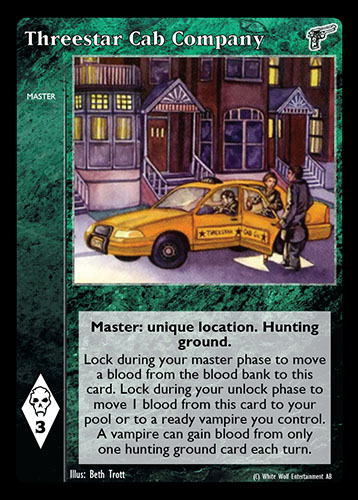 Threestar Cab Company
MASTER
THREESTAR CAB CO.
Master: unique location. Hunting
ground.
Lock during your master phase to move
a blood from the blood bank to this
card. Lock during your unlock phase to
move 1 blood from this card to your
pool or to a ready vampire you control.
A vampire can gain blood from only
one hunting ground card each turn.
3
Illus: Beth Trott
(C) White Wolf Entertainment AB